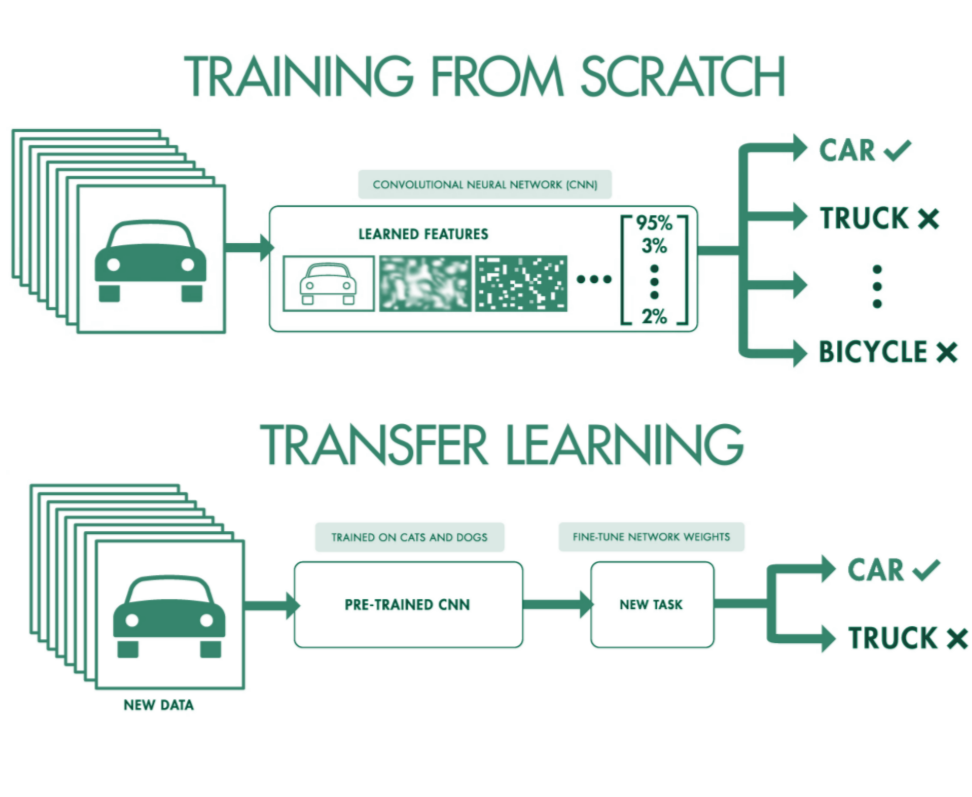 TRAINING FROM SCRATCH
CONVOLUTIONAL NEURAL NETWORK (CNN)
LEARNED FEATURES
95%
3%
2%
CAR
TRUCK
BICYCLE
TRANSFER LEARNING
TRAINED ON CATS AND DOGS
FINE-TUNE NETWORK WEIGHTS
PRE-TRAINED CNN
NEW TASK
CAR
TRUCK
NEW DATA